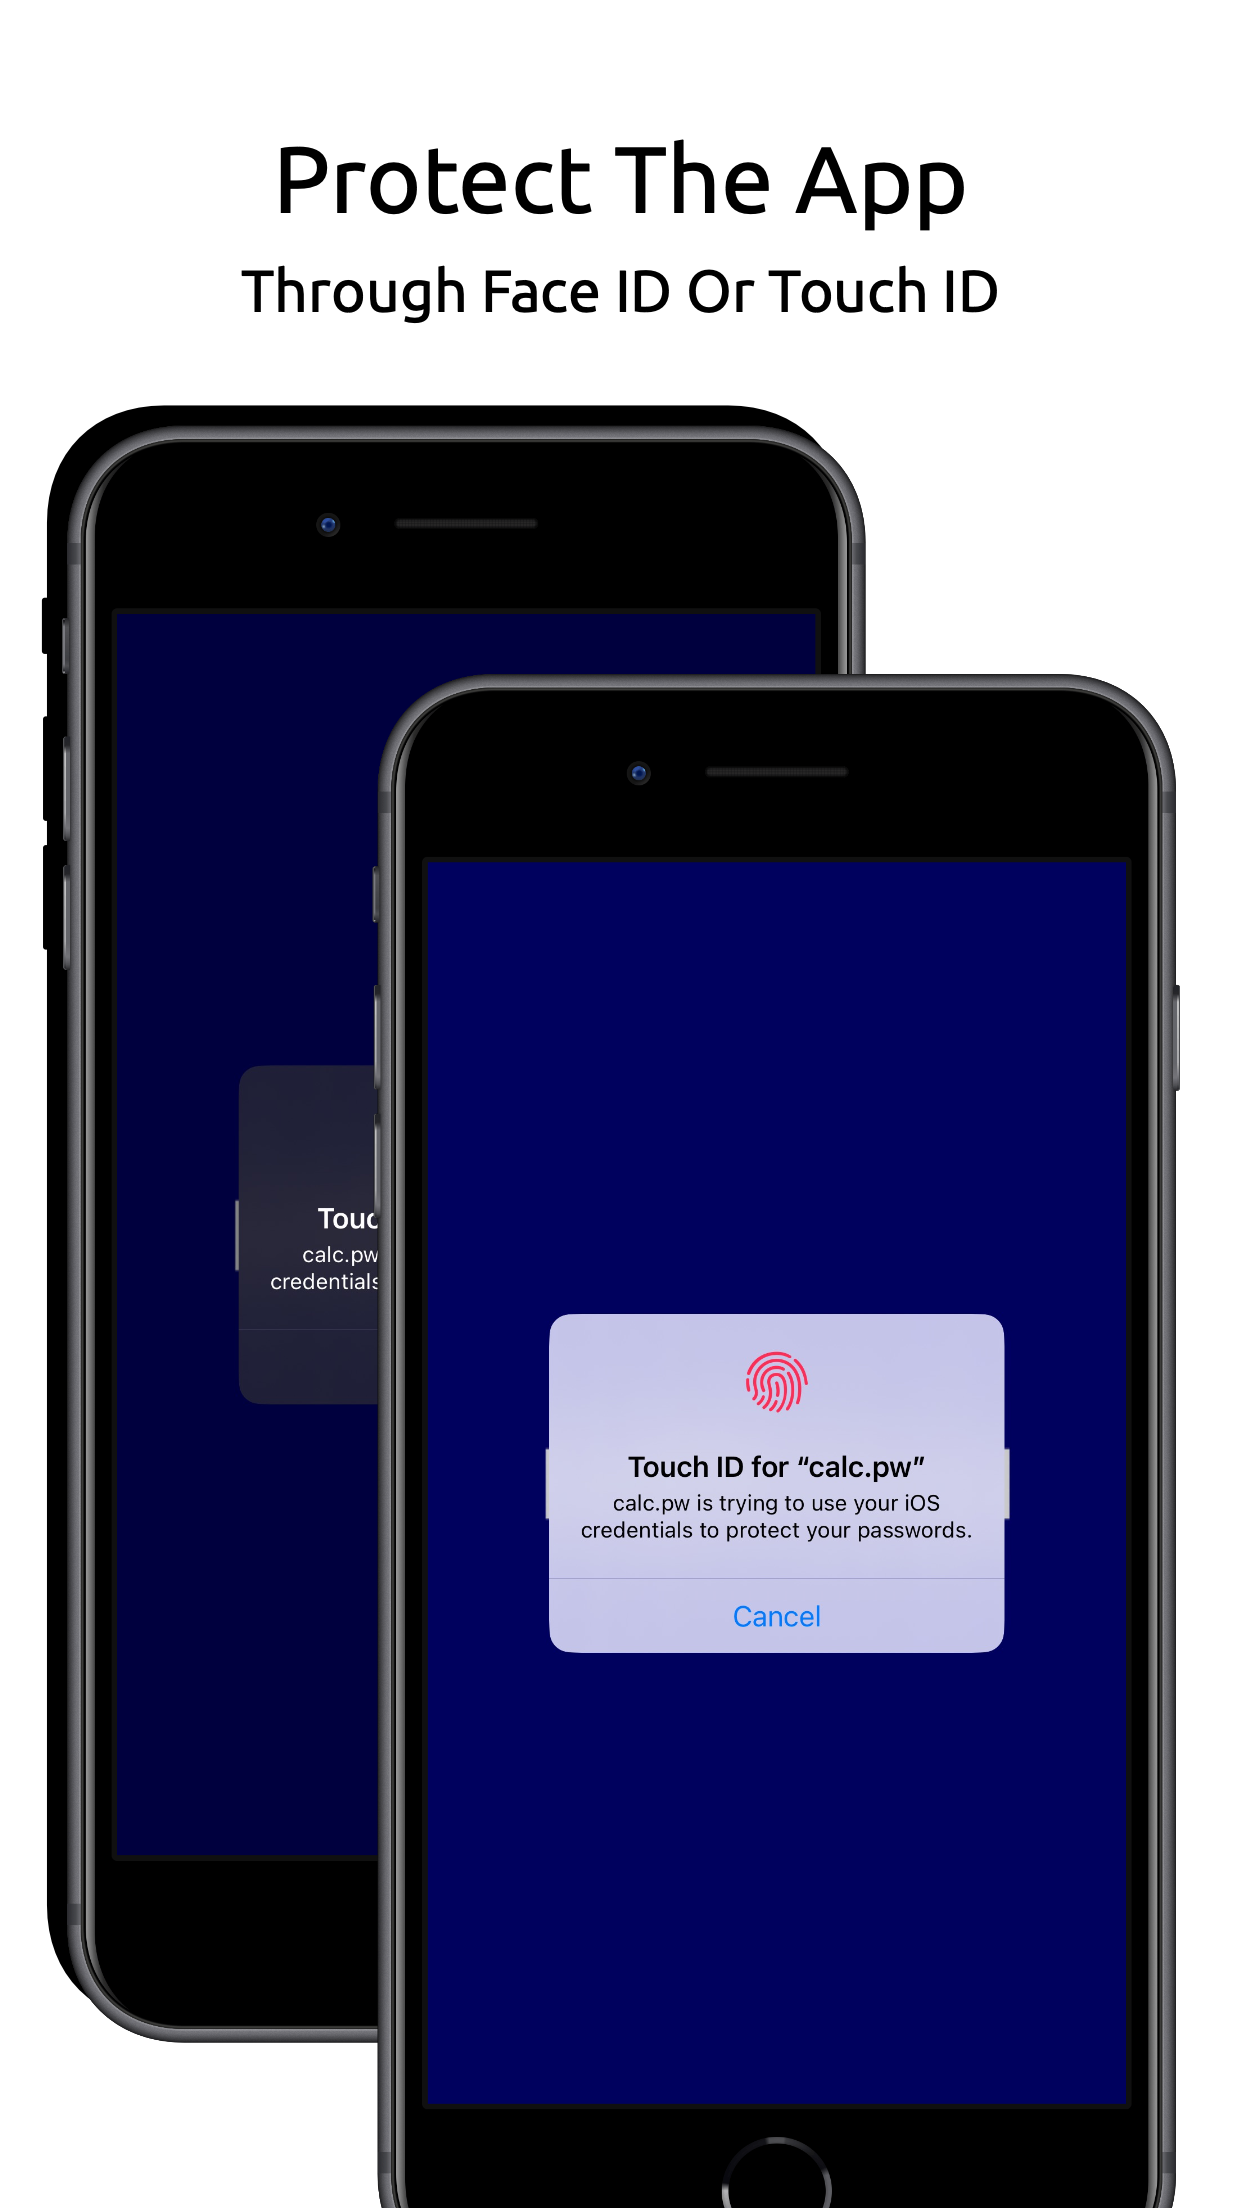 Protect The App
Through Face ID Or Touch ID
Touc
calc.pw
credentials
Touch ID for “calc.pw”
calc.pw is trying to use your iOS
credentials to protect your passwords.
Cancel